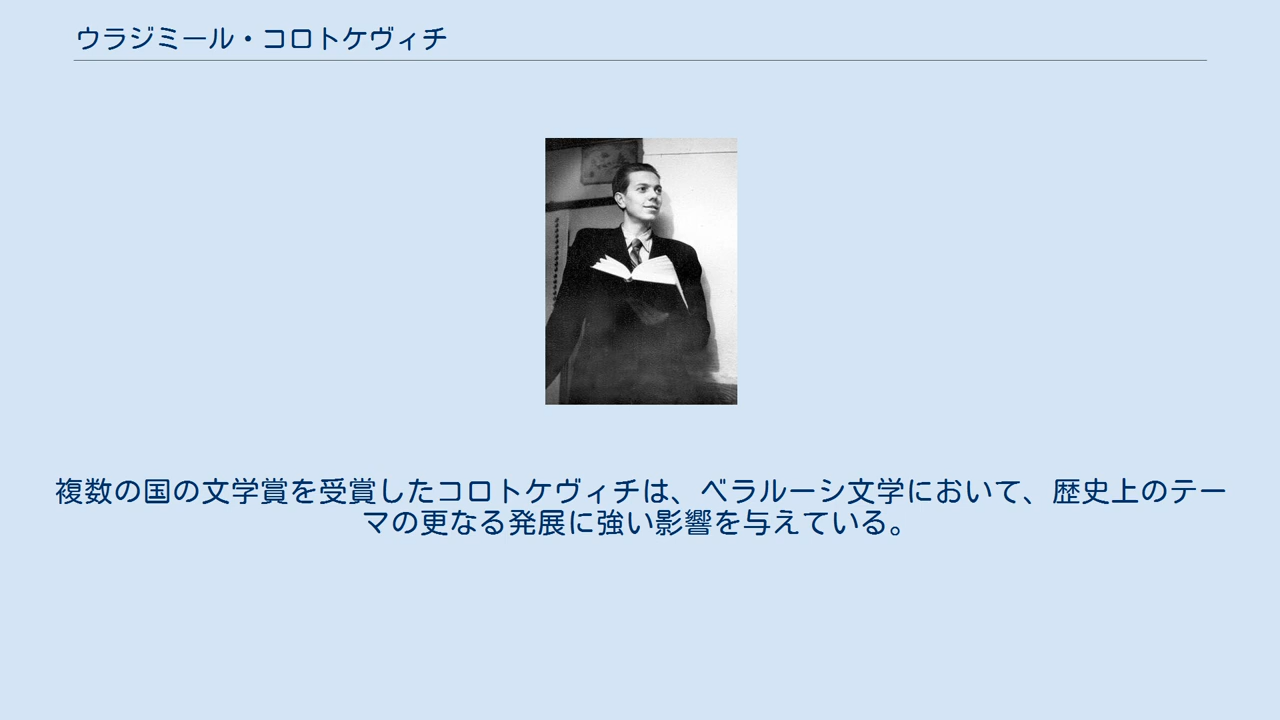 ウラジミール・コロトケヴィチ
複数の国の文学賞を受賞したコロトケヴィチは、ベラルーシ文学において、歴史上のテー
マの更なる発展に強い影響を与えている。